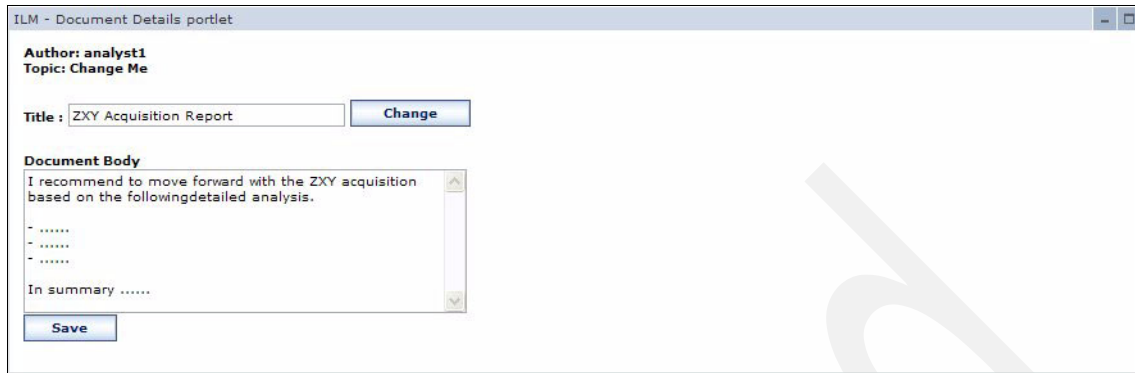 ILM - Document Details portlet
Author: analyst1
Topic: Change Me
Title : ZXY Acquisition Report Change
Document Body
I recommend to move forward with the ZXY acquisition
based on the followingdetailed analysis.
- ......
- ......
- ......
In summary ......
Save